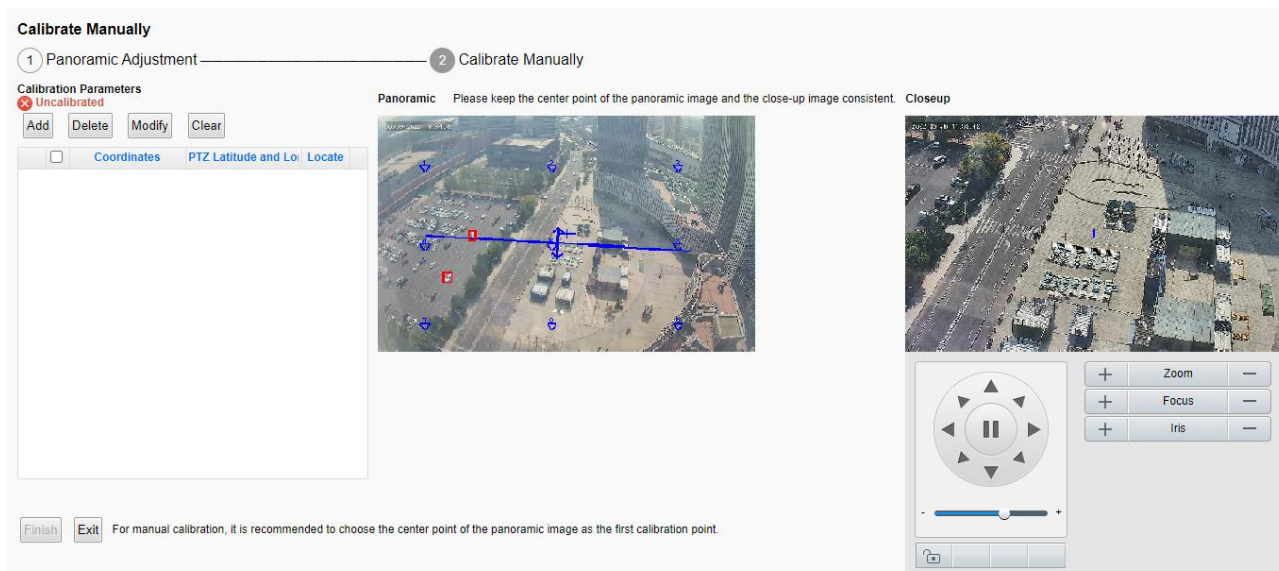 Calibrate Manually
1 Panoramic Adjustment
2 Calibrate Manually
Calibration Parameters
Uncalibrated
Add Delete Modify Clear
Coordinates PTZ Latitude and Lo Locate
Panoramic Please keep the center point of the panoramic image and the close-up image consistent. Closeup
+ Zoom −
+ Focus −
+ Iris −
- +
Finish Exit For manual calibration, it is recommended to choose the center point of the panoramic image as the first calibration point.